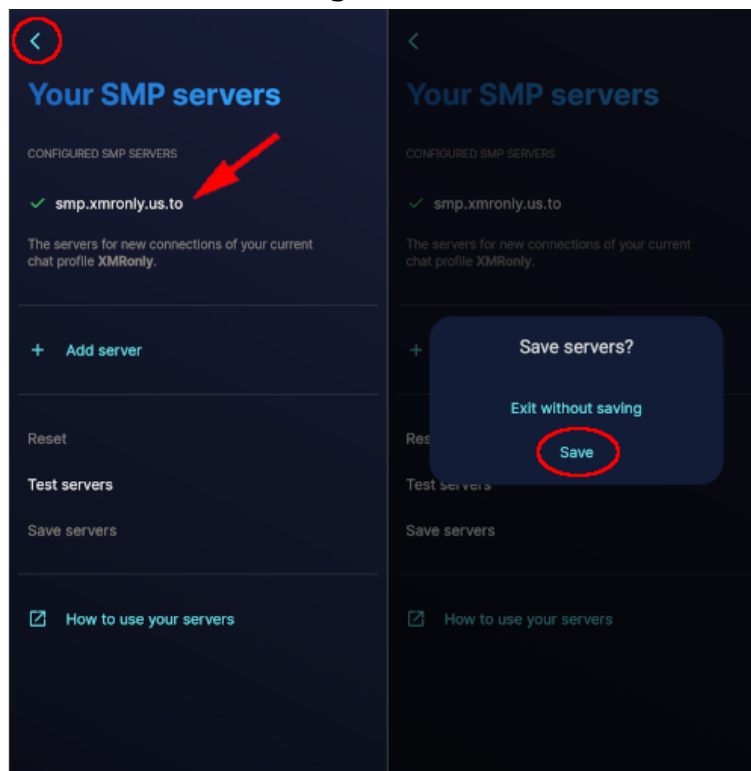 Your SMP servers
CONFIGURED SMP SERVERS
smp.xmronly.us.to
The servers for new connections of your current
chat profile XMRonly.
+ Add server
Reset
Test servers
Save servers
How to use your servers
Your SMP servers
CONFIGURED SMP SERVERS
smp.xmronly.us.to
The servers for new connections of your current
chat profile XMRonly.
+
Save servers?
Exit without saving
Save
Res
Test servers
Save servers
How to use your servers